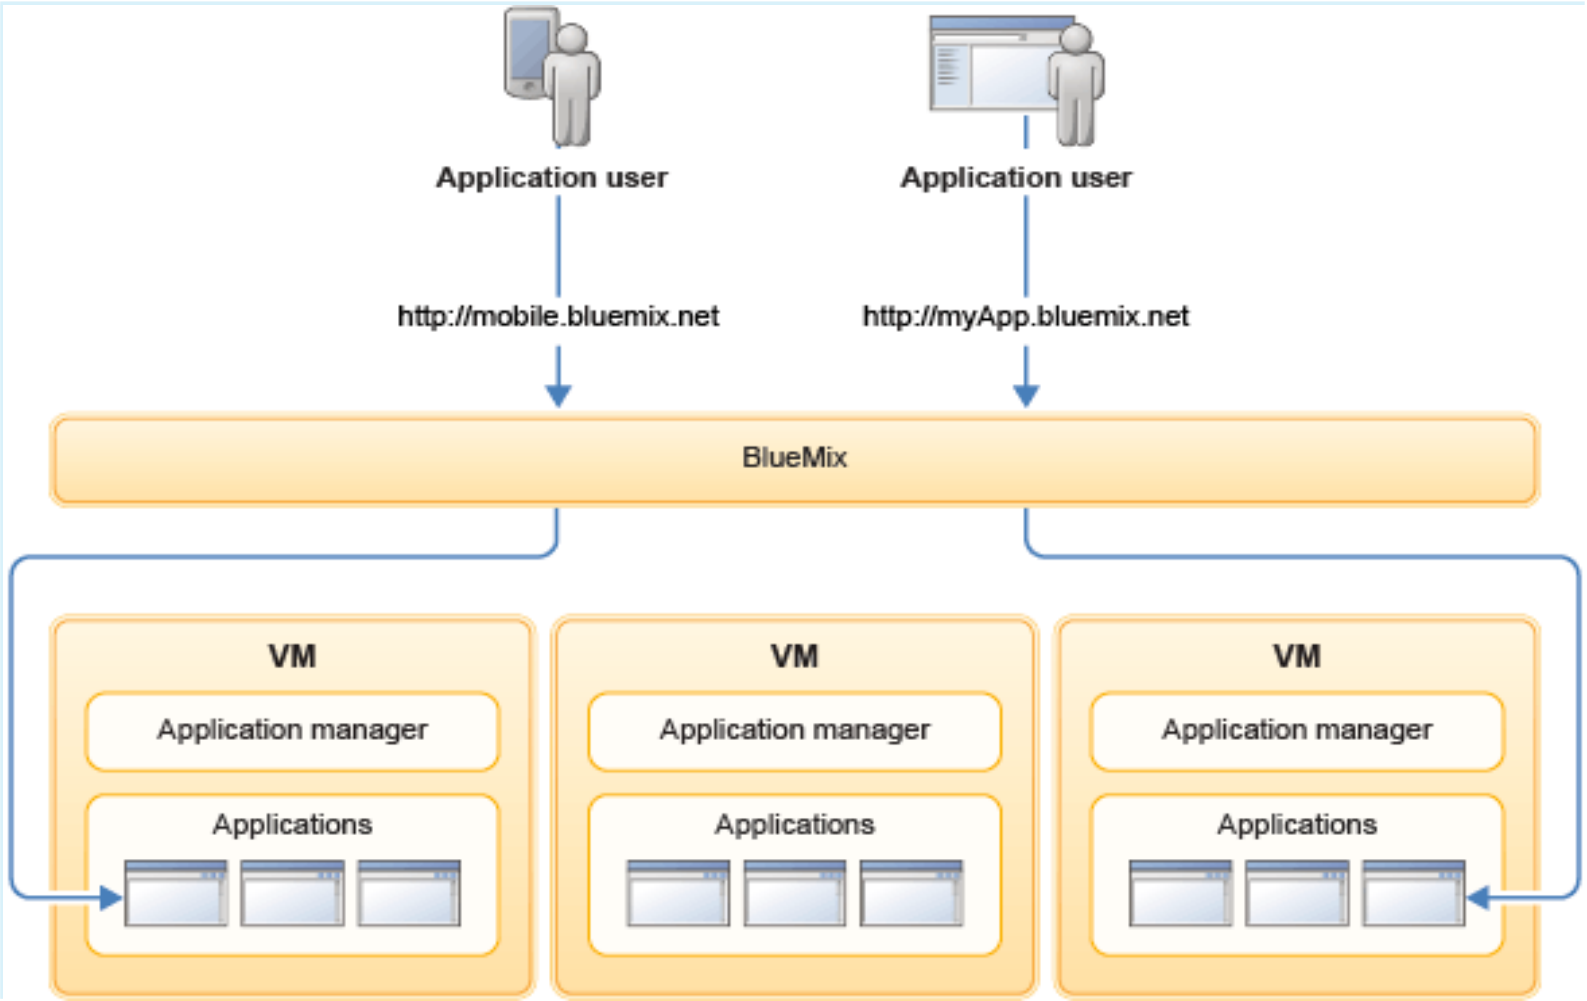 Application user
Application user
http://mobile.bluemix.net
http://myApp.bluemix.net
BlueMix
VM
VM
VM
Application manager
Application manager
Application manager
Applications
Applications
Applications